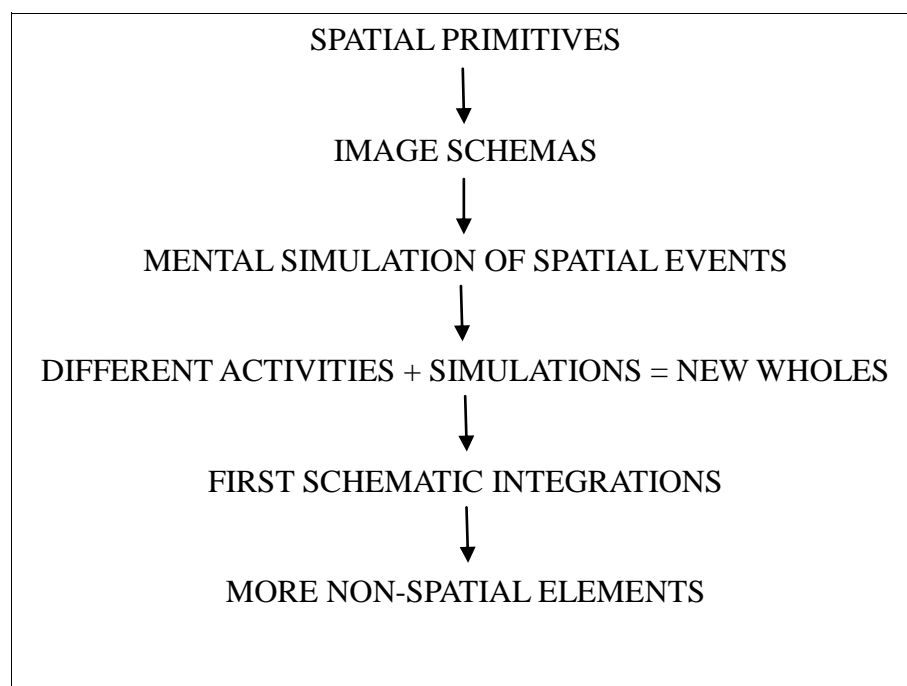 SPATIAL PRIMITIVES
IMAGE SCHEMAS
MENTAL SIMULATION OF SPATIAL EVENTS
DIFFERENT ACTIVITIES + SIMULATIONS = NEW WHOLES
FIRST SCHEMATIC INTEGRATIONS
MORE NON-SPATIAL ELEMENTS